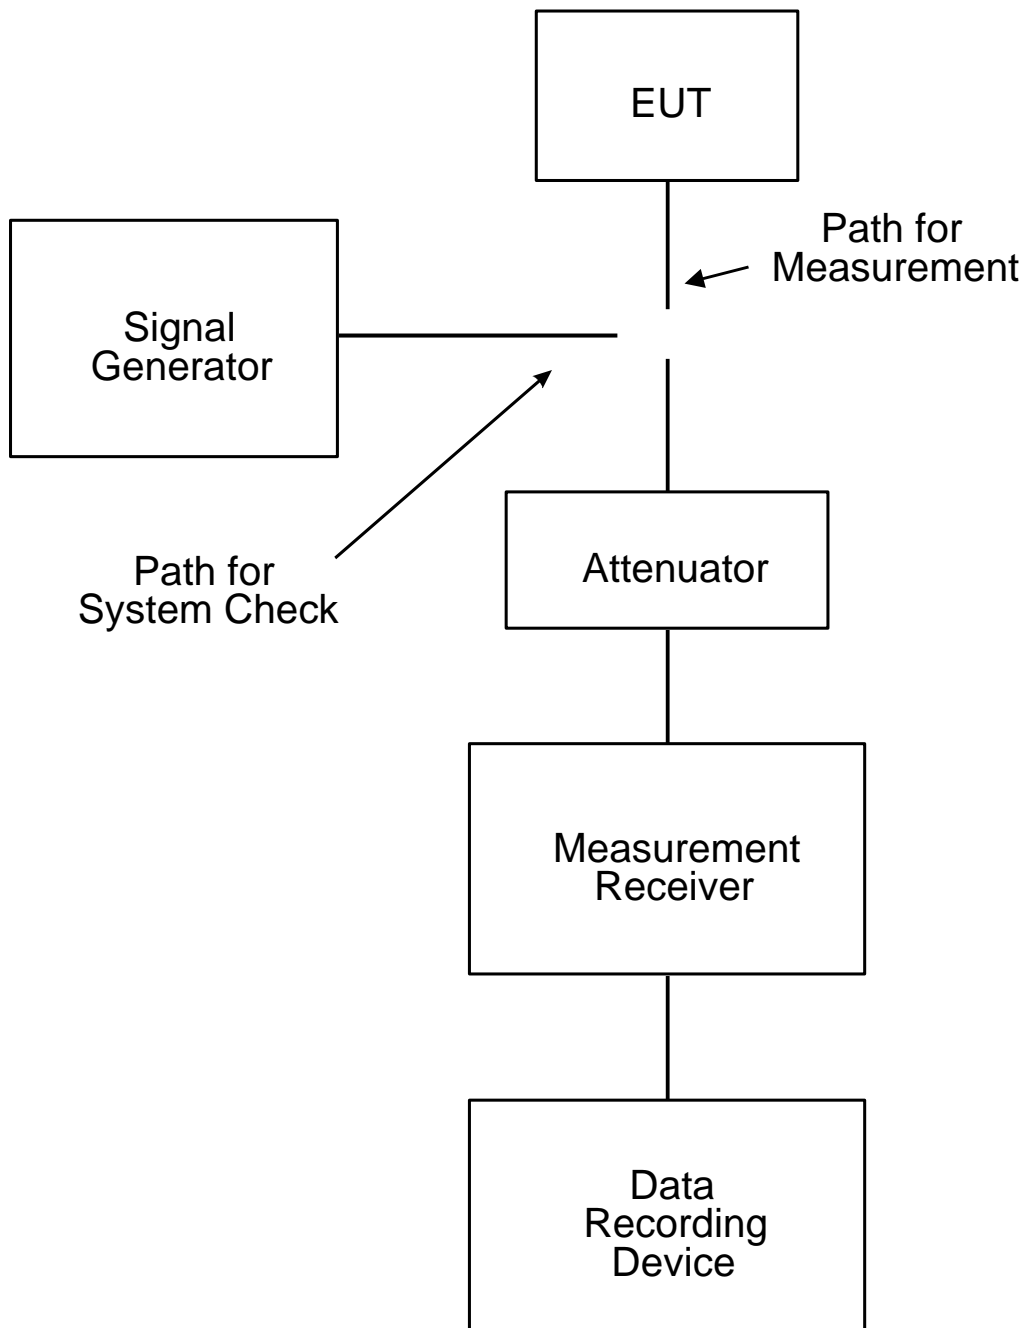 EUT
Path for
Measurement
Signal
Generator
Path for
System Check
Attenuator
Measurement
Receiver
Data
Recording
Device